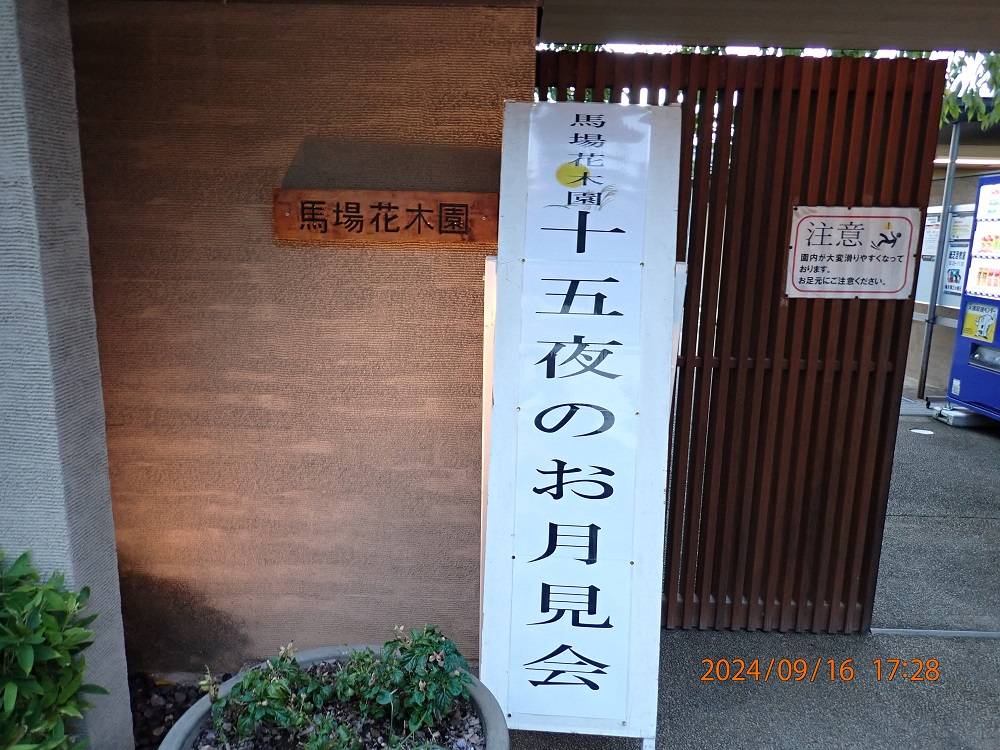 馬場花木園
馬場花木園
十五夜のお月見会
注意
園内が大変滑りやすくなって
おります。
お足元にご注意ください。
2024/09/16 17:28